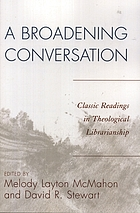 A BROADENING
CONVERSATION
Classic Readings
in Theological
Librarianship
EDITED BY
Melody Layton McMahon
and David R. Stewart